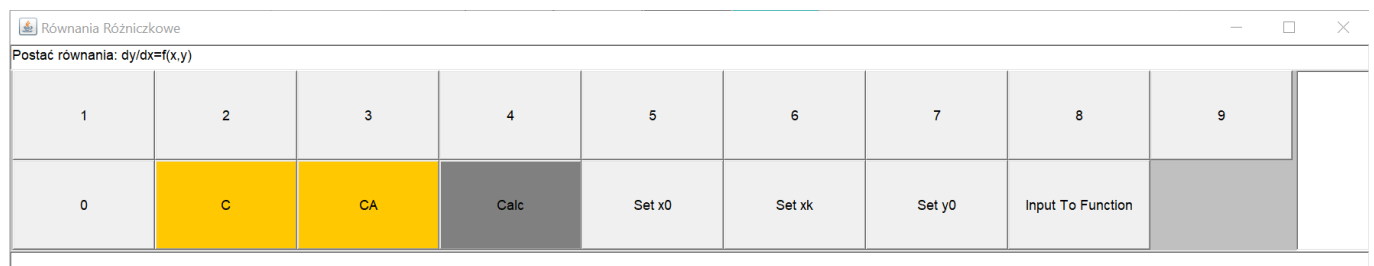 Równania Różniczkowe
Postać równania: dy/dx=f(x,y)
1 2 3 4 5 6 7 8 9
0 C CA Calc Set x0 Set xk Set y0 Input To Function